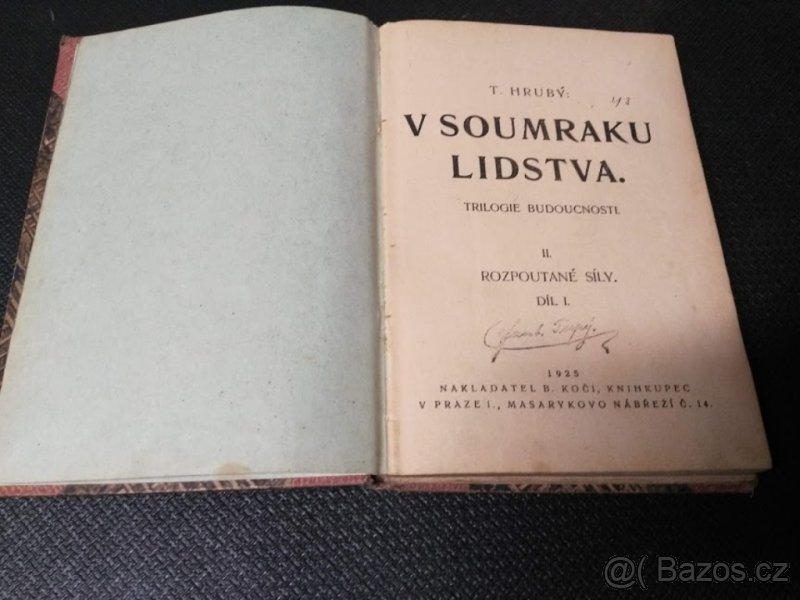 T. HRUBÝ:
V SOUMRAKU
LIDSTVA.
TRILOGIE BUDOUCNOSTI.
II.
ROZPOUTANÉ SÍLY.
DÍL I.
1925
NAKLADATEL B. KOČÍ, KNIHKUPEC
V PRAZE I., MASARYKOVO NÁBŘEŽÍ Č. 14.
@ Bazos.cz